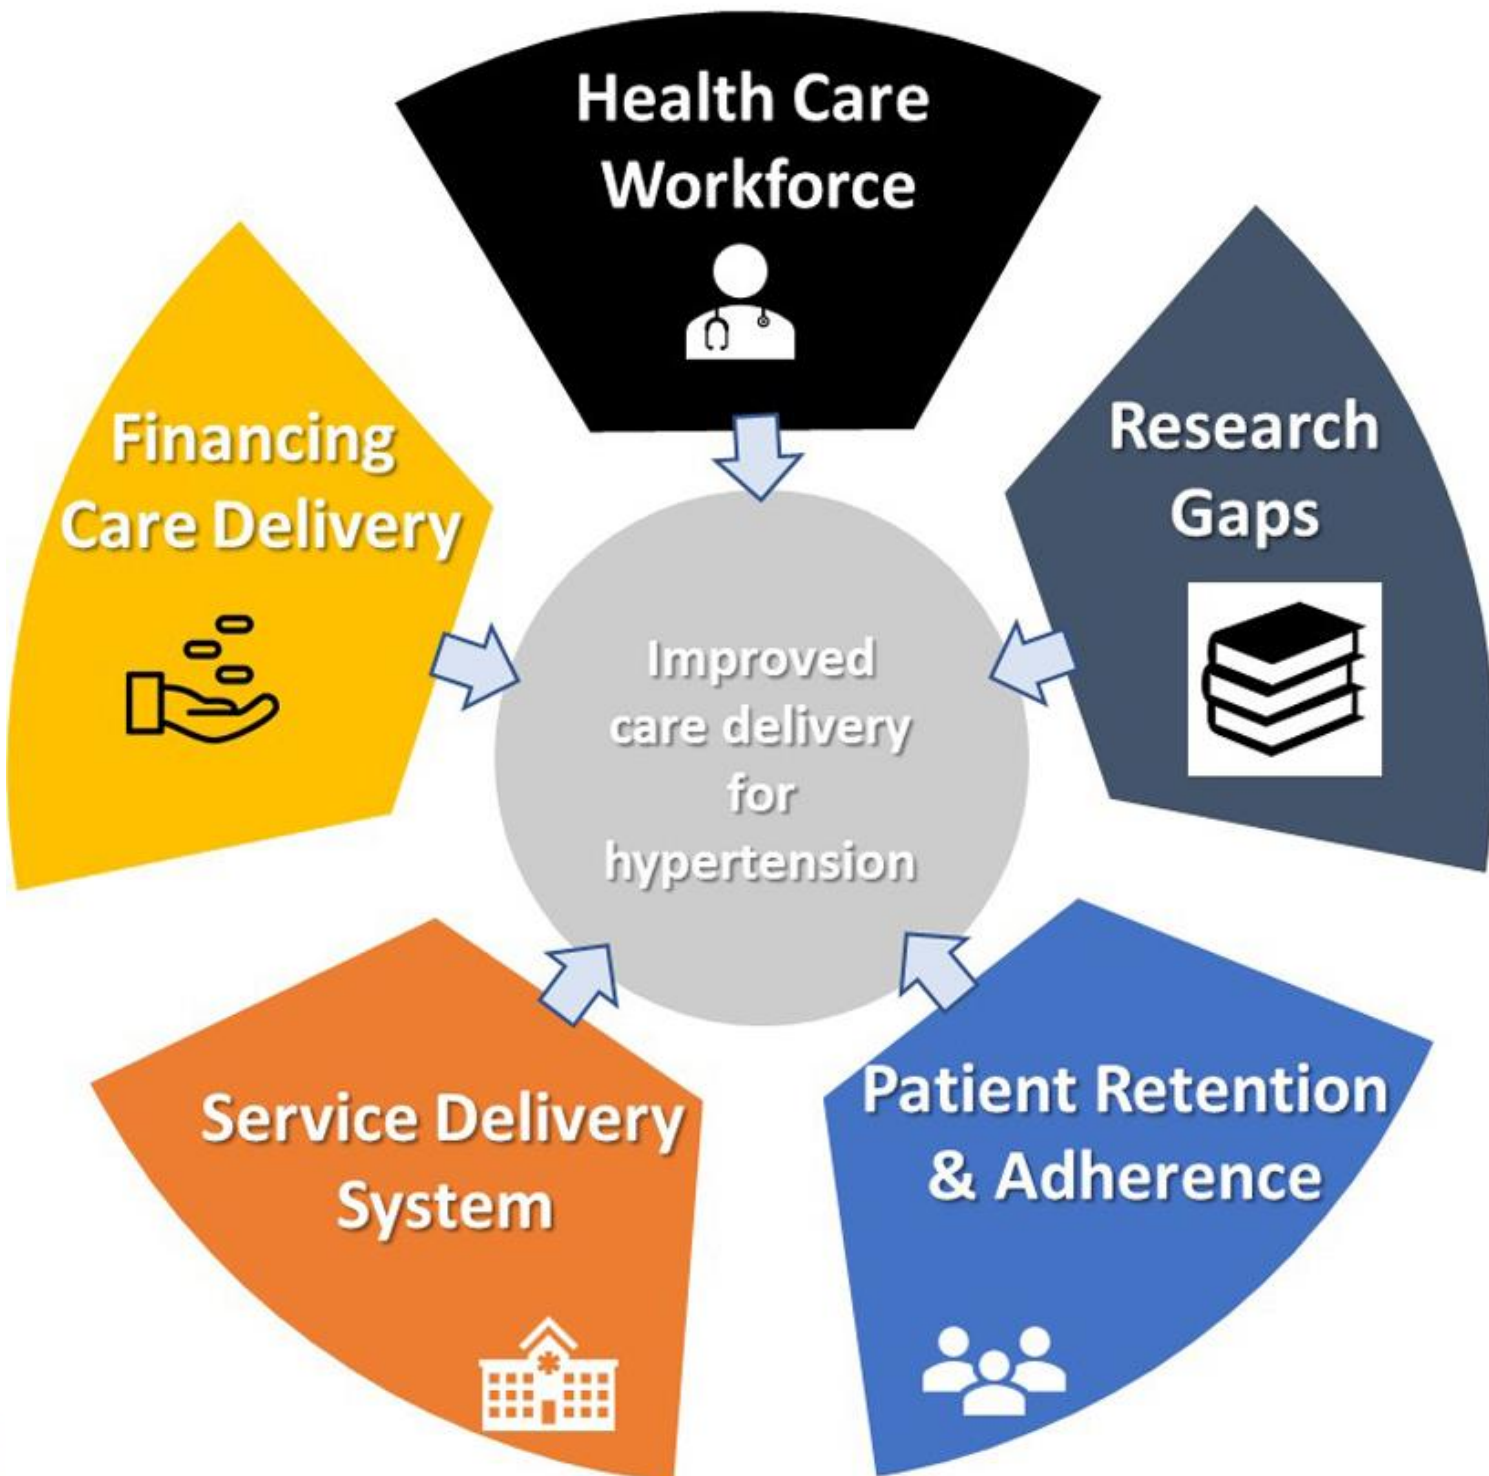 Health Care
Workforce
Research
Gaps
Patient Retention
& Adherence
Service Delivery
System
Financing
Care Delivery
Improved
care delivery
for
hypertension